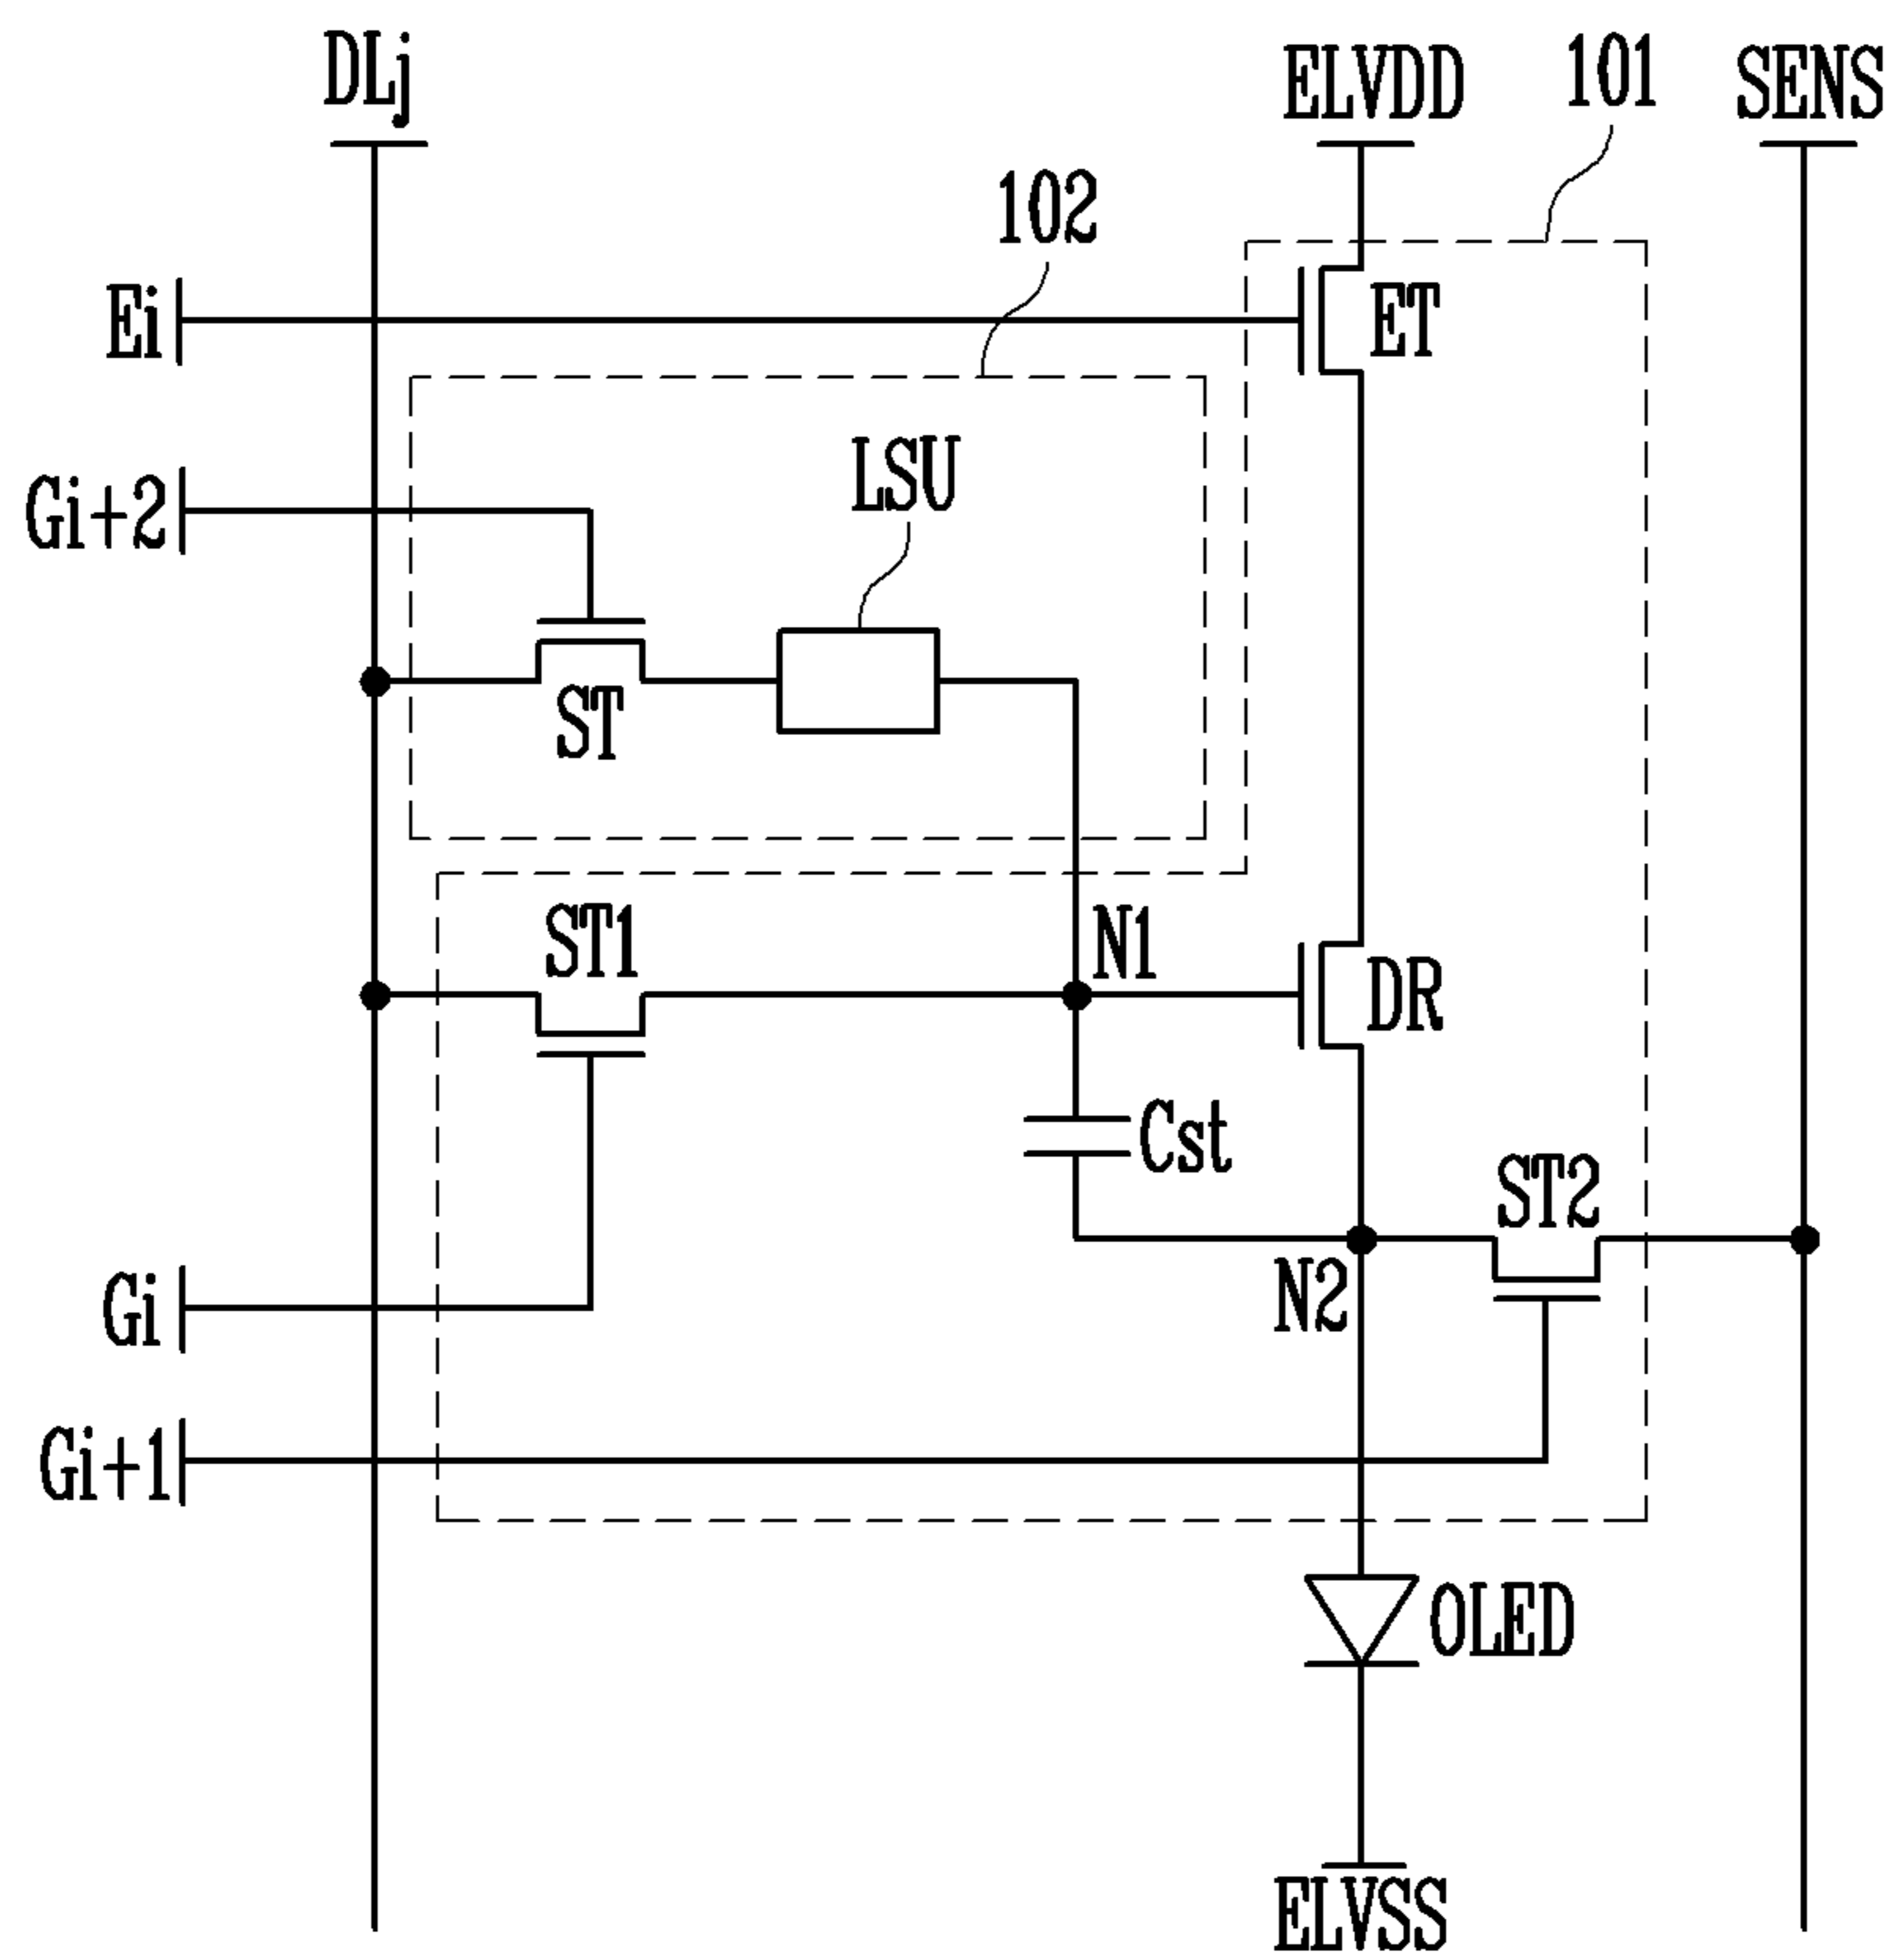 DLj
ELVDD
101
SENS
102
Ei
ET
LSU
Gi+2
ST
ST1
N1
DR
Cst
ST2
N2
Gi
Gi+1
OLED
ELVSS